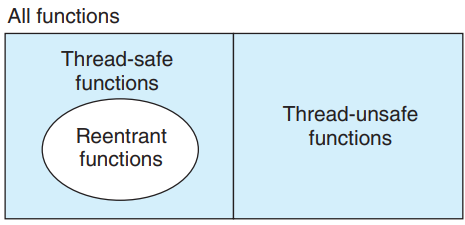 All functions
Thread-safe
functions
Reentrant
functions
Thread-unsafe
functions